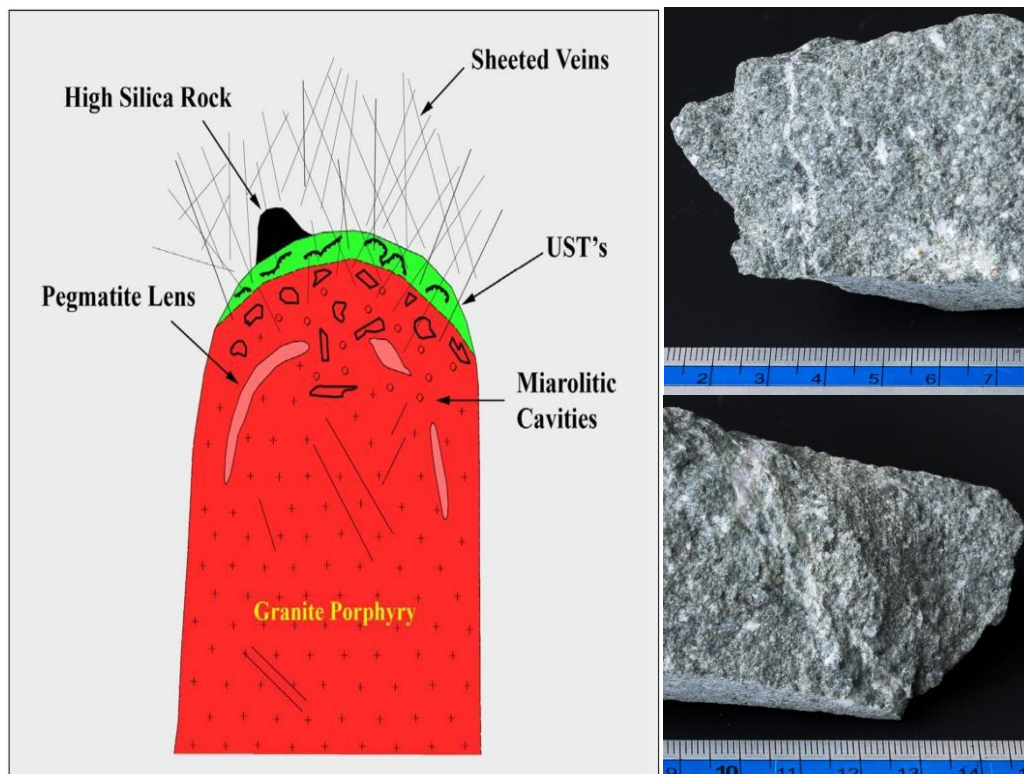 Sheeted Veins
High Silica Rock
UST's
Pegmatite Lens
Miarolitic
Cavities
Granite Porphyry
2 3 4 5 6 7
9 10 11 12 13 14